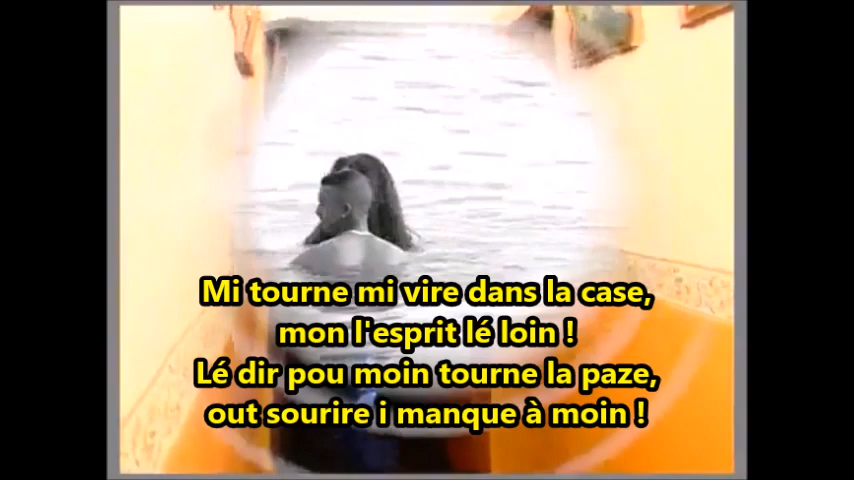 Mi tourne mi vire dans la case,
mon l'esprit lé loin !
Lé dir pou moin tourne la paze,
out sourire i manque à moin !